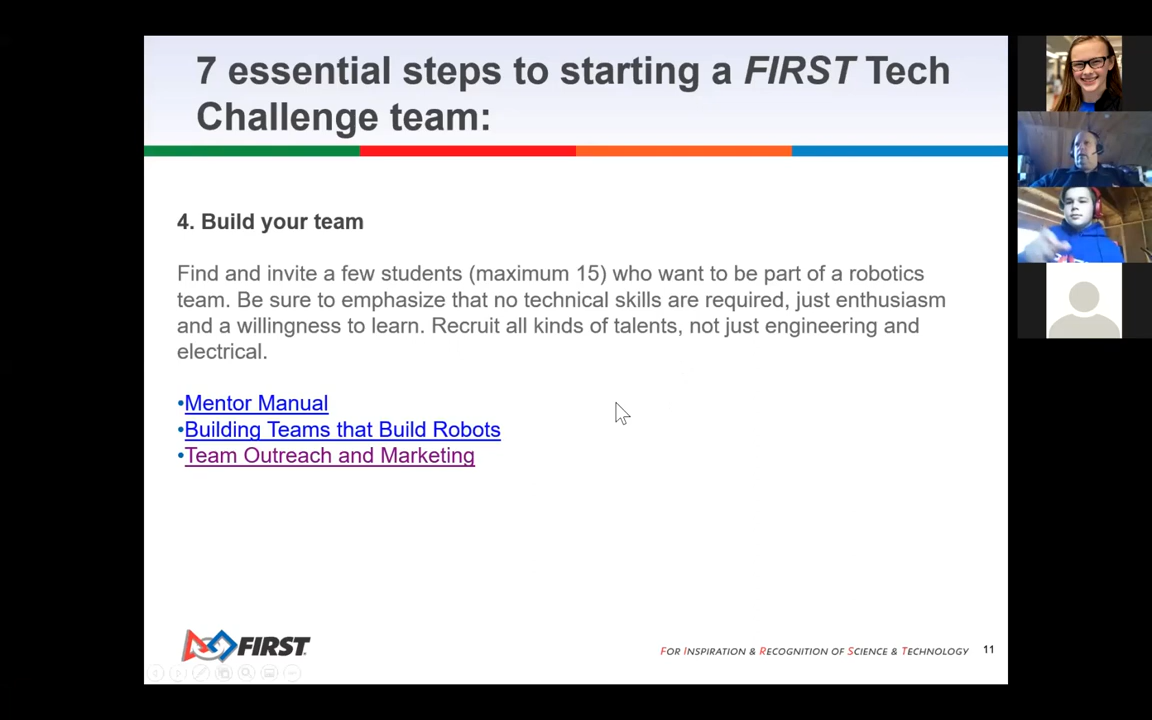 7 essential steps to starting a FIRST Tech
Challenge team:
4. Build your team
Find and invite a few students (maximum 15) who want to be part of a robotics
team. Be sure to emphasize that no technical skills are required, just enthusiasm
and a willingness to learn. Recruit all kinds of talents, not just engineering and
electrical.
•Mentor Manual
•Building Teams that Build Robots
•Team Outreach and Marketing
FIRST
FOR INSPIRATION & RECOGNITION OF SCIENCE & TECHNOLOGY 11